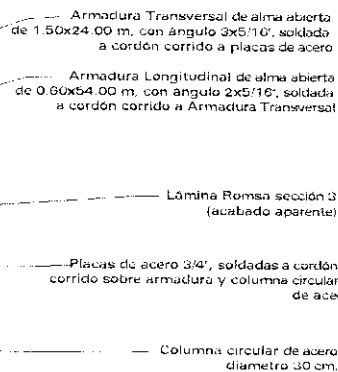 Armadura Transversal de alma abierta
de 1.50x24.00 m, con ángulo 3x5/16", soldada
a cordón corrido a placas de acero
Armadura Longitudinal de alma abierta
de 0.60x54.00 m, con angulo 2x5/16", soldada
a cordón corrido a Armadura Transversal
Lámina Romsa sección 3
(acabado aparente)
Placas de acero 3/4", soldadas a cordón
corrido sobre armadura y columna circular
de ace
Columna circular de acero
diametro 30 cm.